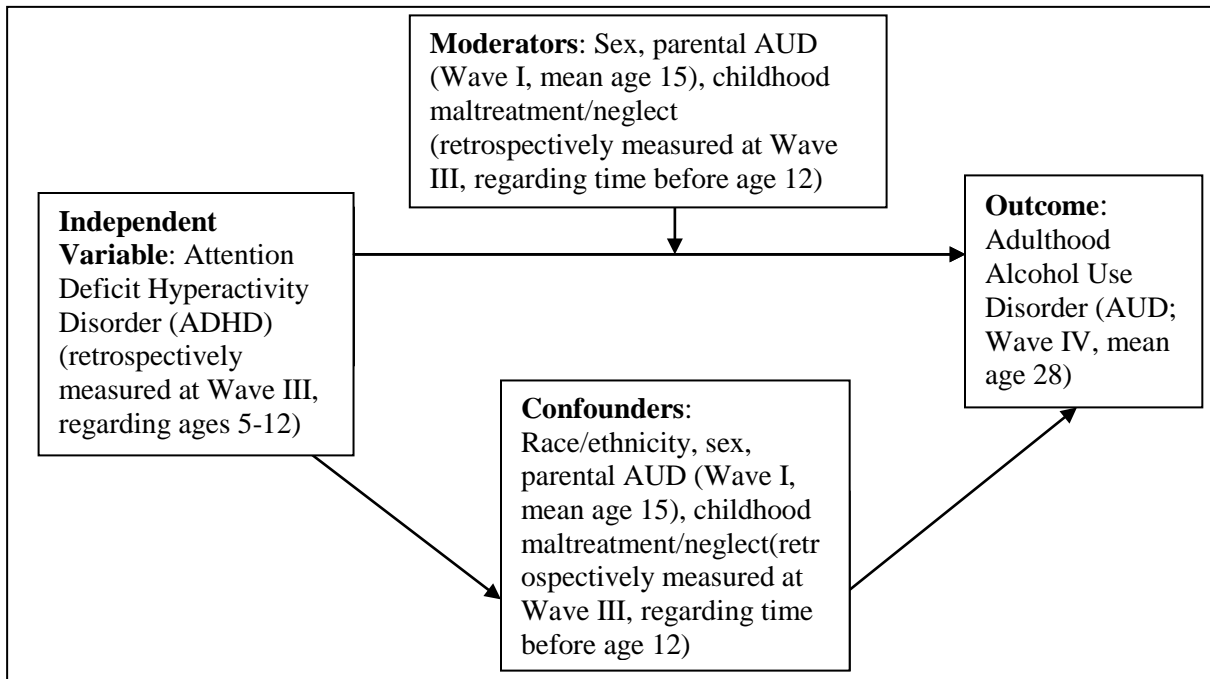 Moderators: Sex, parental AUD
(Wave I, mean age 15), childhood
maltreatment/neglect
(retrospectively measured at Wave
III, regarding time before age 12)
Independent
Variable: Attention
Deficit Hyperactivity
Disorder (ADHD)
(retrospectively
measured at Wave III,
regarding ages 5-12)
Outcome:
Adulthood
Alcohol Use
Disorder (AUD;
Wave IV, mean
age 28)
Confounders:
Race/ethnicity, sex,
parental AUD (Wave I,
mean age 15), childhood
maltreatment/neglect(retr
ospectively measured at
Wave III, regarding time
before age 12)